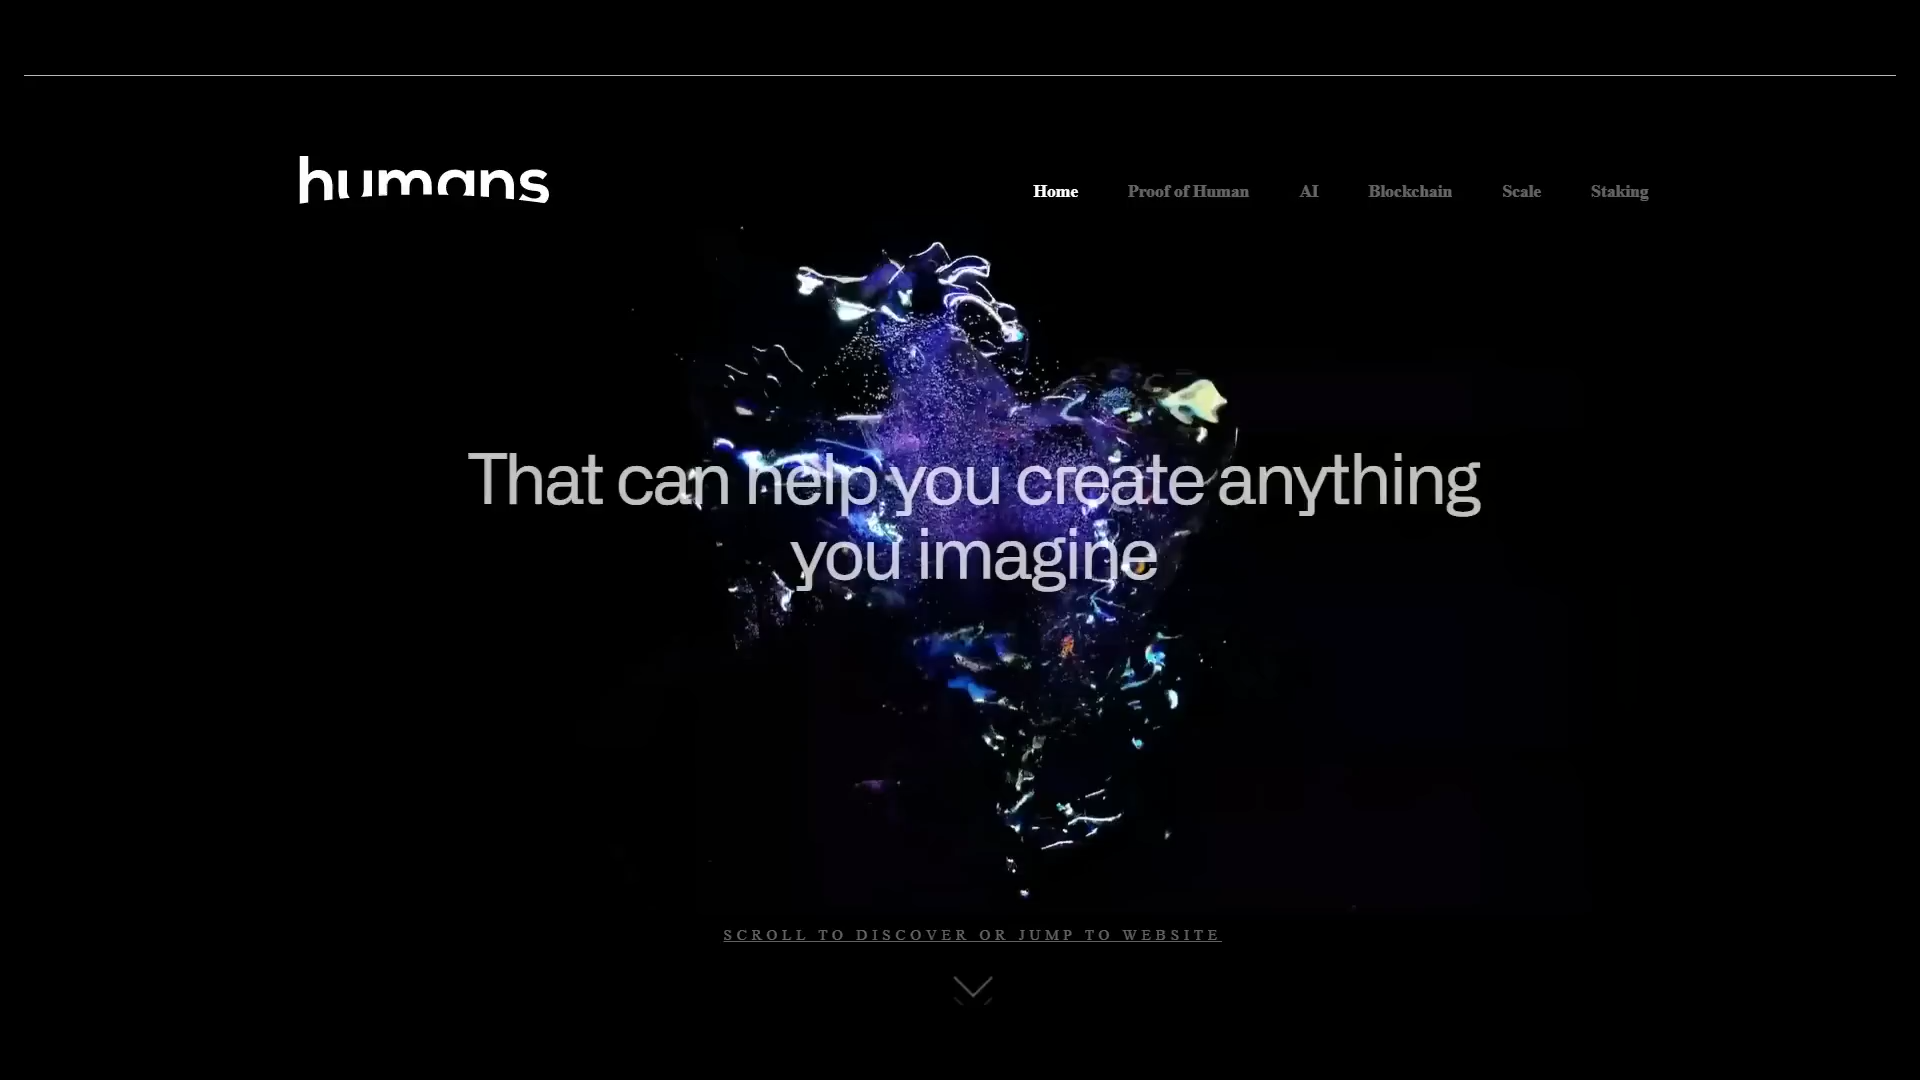 humans
Home Proof of Human AI Blockchain Scale Staking
That can help you create anything
you imagine
SCROLL TO DISCOVER OR JUMP TO WEBSITE